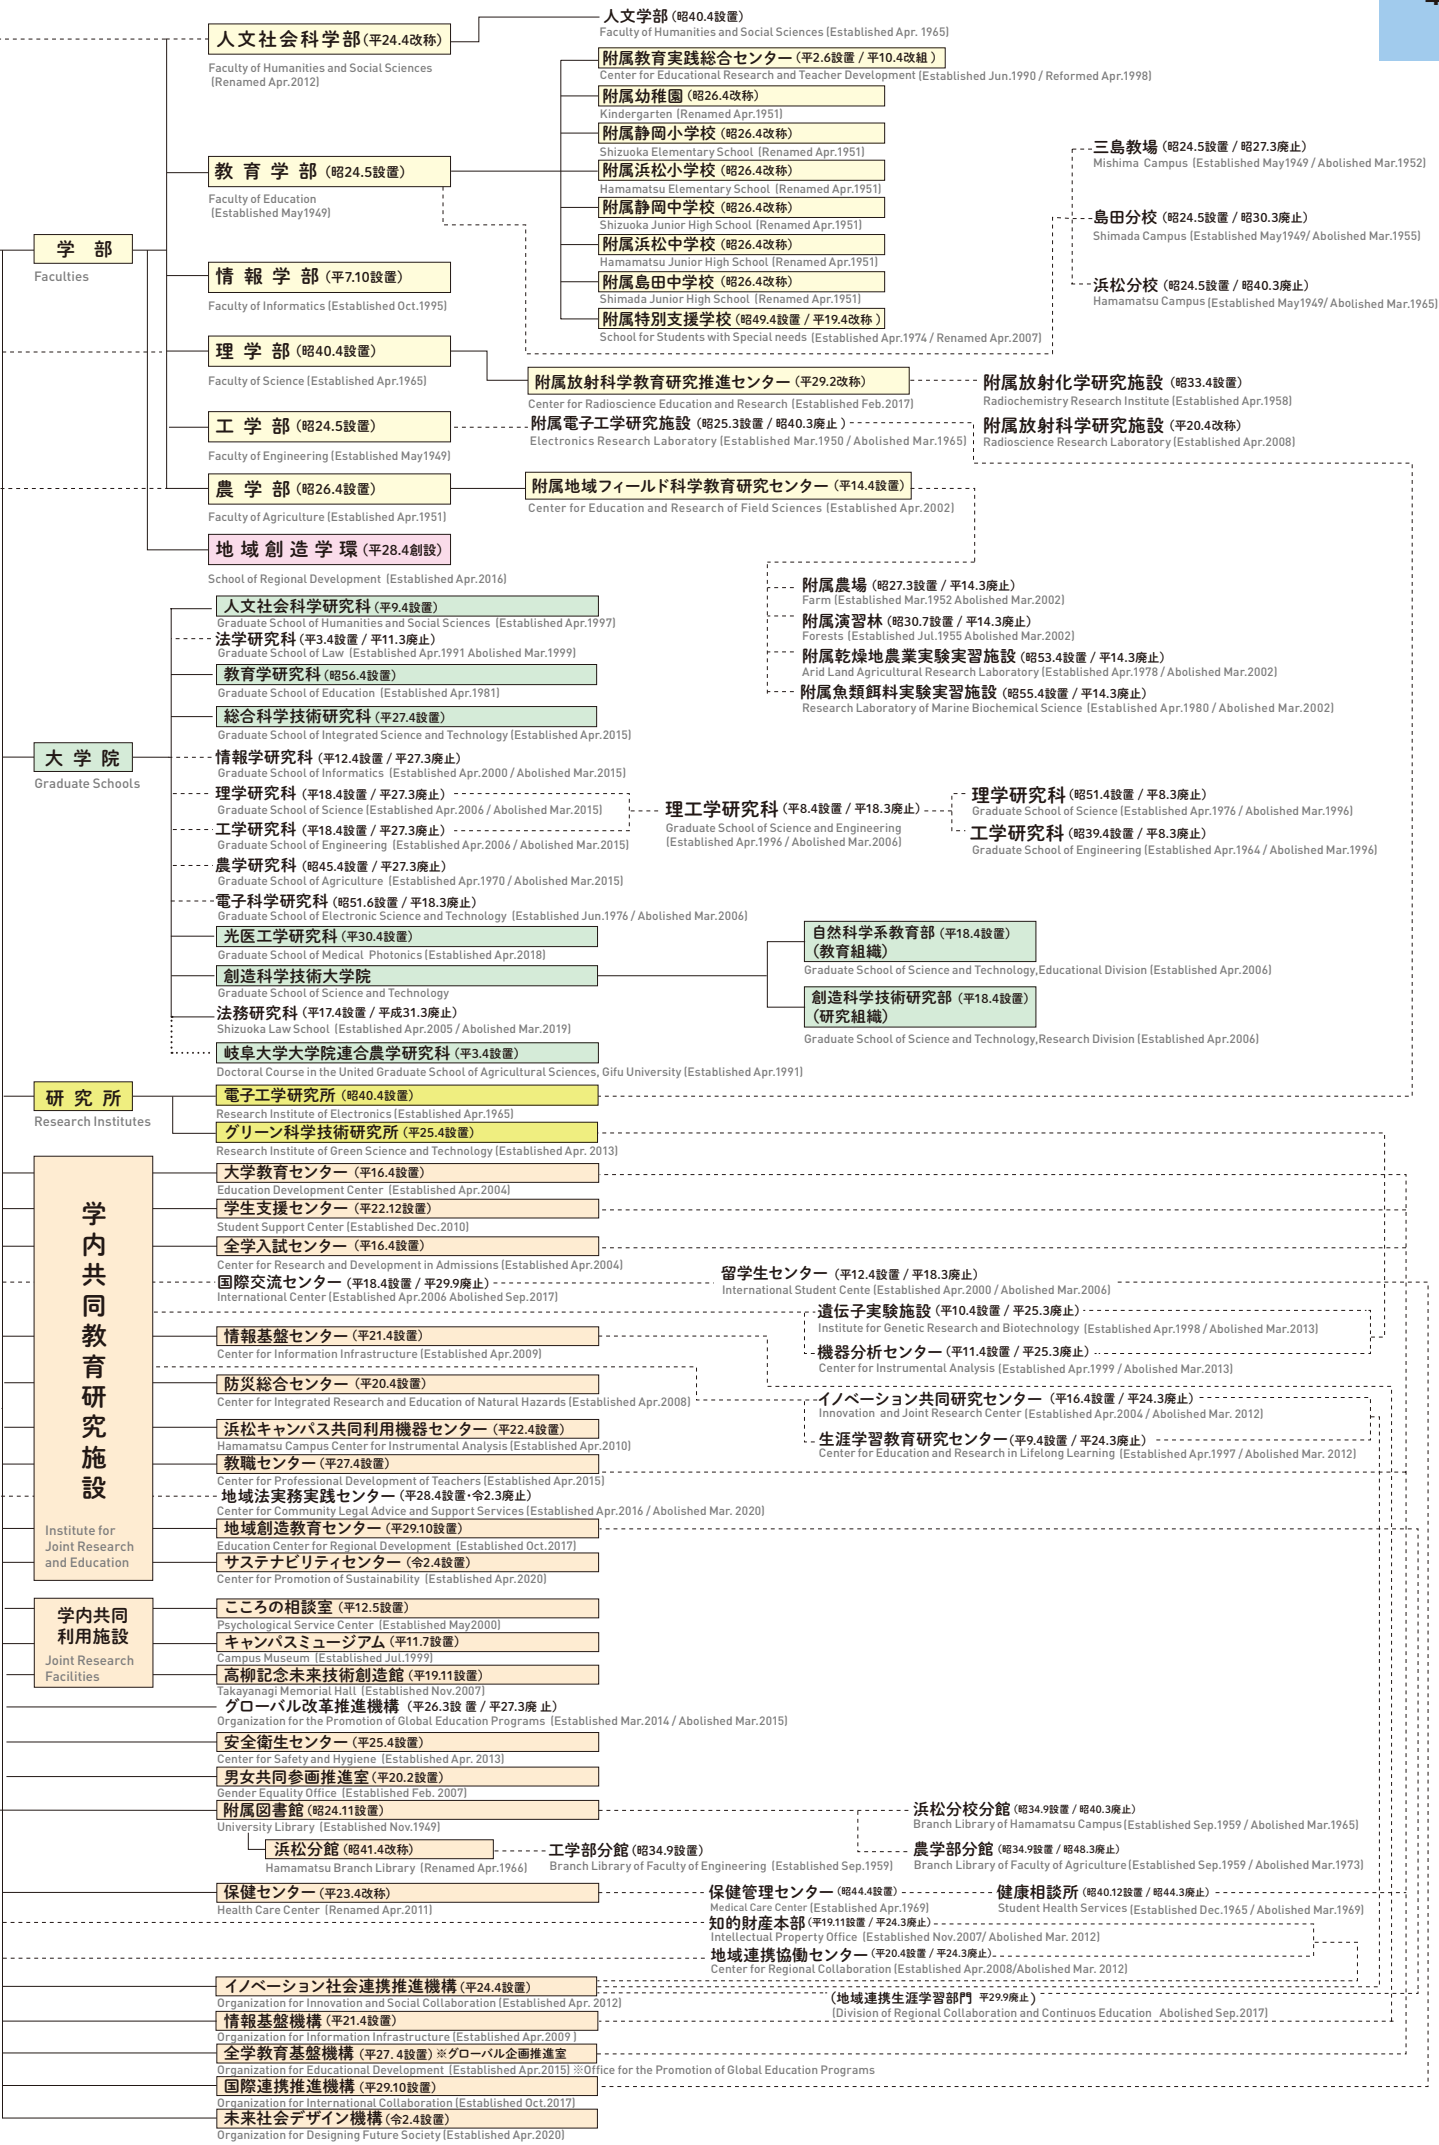 人文学部 (昭40.4設置)
Faculty of Humanities and Social Sciences (Established Apr. 1965)
人文社会科学部(平24.4改称)
Faculty of Humanities and Social Sciences
(Renamed Apr.2012)
附属教育実践総合センター (平2.6設置 / 平10.4改組 )
Center for Educational Research and Teacher Development (Established Jun.1990 / Reformed Apr.1998)
附属幼稚園 (昭26.4改称)
Kindergarten (Renamed Apr.1951)
附属静岡小学校 (昭26.4改称)
Shizuoka Elementary School (Renamed Apr.1951)
教育学部 (昭24.5設置)
Faculty of Education
(Established May1949)
附属浜松小学校 (昭26.4改称)
Hamamatsu Elementary School (Renamed Apr.1951)
附属静岡中学校 (昭26.4改称)
Shizuoka Junior High School (Renamed Apr.1951)
附属浜松中学校 (昭26.4改称)
Hamamatsu Junior High School (Renamed Apr.1951)
附属島田中学校 (昭26.4改称)
Shimada Junior High School (Renamed Apr.1951)
附属特別支援学校 (昭49.4設置 / 平19.4改称 )
School for Students with Special needs (Established Apr.1974 / Renamed Apr.2007)
三島教場 (昭24.5設置 / 昭27.3廃止)
Mishima Campus (Established May1949 / Abolished Mar.1952)
島田分校 (昭24.5設置 / 昭30.3廃止)
Shimada Campus (Established May1949/ Abolished Mar.1955)
浜松分校 (昭24.5設置 / 昭40.3廃止)
Hamamatsu Campus (Established May1949/ Abolished Mar.1965)
学部
Faculties
情報学部 (平7.10設置)
Faculty of Informatics (Established Oct.1995)
理学部 (昭40.4設置)
Faculty of Science (Established Apr.1965)
附属放射科学教育研究推進センター (平29.2改称)
Center for Radioscience Education and Research (Established Feb.2017)
附属放射化学研究施設 (昭33.4設置)
Radiochemistry Research Institute (Established Apr.1958)
工学部 (昭24.5設置)
Faculty of Engineering (Established May1949)
附属電子工学研究施設 (昭25.3設置 / 昭40.3廃止 )
Electronics Research Laboratory (Established Mar.1950 / Abolished Mar.1965)
附属放射科学研究施設 (平20.4改称)
Radioscience Research Laboratory (Established Apr.2008)
農学部 (昭26.4設置)
Faculty of Agriculture (Established Apr.1951)
附属地域フィールド科学教育研究センター (平14.4設置)
Center for Education and Research of Field Sciences (Established Apr.2002)
地域創造学環 (平28.4創設)
School of Regional Development (Established Apr.2016)
附属農場 (昭27.3設置 / 平14.3廃止)
Farm (Established Mar.1952 Abolished Mar.2002)
附属演習林 (昭30.7設置 / 平14.3廃止)
Forests (Established Jul.1955 Abolished Mar.2002)
附属乾燥地農業実験実習施設 (昭53.4設置 / 平14.3廃止)
Arid Land Agricultural Research Laboratory (Established Apr.1978 / Abolished Mar.2002)
附属魚類餌料実験実習施設 (昭55.4設置 / 平14.3廃止)
Research Laboratory of Marine Biochemical Science (Established Apr.1980 / Abolished Mar.2002)
大学院
Graduate Schools
人文社会科学研究科 (平9.4設置)
Graduate School of Humanities and Social Sciences (Established Apr.1997)
法学研究科 (平3.4設置 / 平11.3廃止)
Graduate School of Law (Established Apr.1991 Abolished Mar.1999)
教育学研究科 (昭56.4設置)
Graduate School of Education (Established Apr.1981)
総合科学技術研究科 (平27.4設置)
Graduate School of Integrated Science and Technology (Established Apr.2015)
情報学研究科 (平12.4設置 / 平27.3廃止)
Graduate School of Informatics (Established Apr.2000 / Abolished Mar.2015)
理学研究科 (平18.4設置 / 平27.3廃止)
Graduate School of Science (Established Apr.2006 / Abolished Mar.2015)
工学研究科 (平18.4設置 / 平27.3廃止)
Graduate School of Engineering (Established Apr.2006 / Abolished Mar.2015)
理工学研究科 (平8.4設置 / 平18.3廃止)
Graduate School of Science and Engineering
(Established Apr.1996 / Abolished Mar.2006)
理学研究科 (昭51.4設置 / 平8.3廃止)
Graduate School of Science (Established Apr.1976 / Abolished Mar.1996)
工学研究科 (昭39.4設置 / 平8.3廃止)
Graduate School of Engineering (Established Apr.1964 / Abolished Mar.1996)
農学研究科 (昭45.4設置 / 平27.3廃止)
Graduate School of Agriculture (Established Apr.1970 / Abolished Mar.2015)
電子科学研究科 (昭51.6設置 / 平18.3廃止)
Graduate School of Electronic Science and Technology (Established Jun.1976 / Abolished Mar.2006)
光医工学研究科 (平30.4設置)
Graduate School of Medical Photonics (Established Apr.2018)
創造科学技術大学院
Graduate School of Science and Technology
自然科学系教育部 (平18.4設置)
(教育組織)
Graduate School of Science and Technology,Educational Division (Established Apr.2006)
創造科学技術研究部 (平18.4設置)
(研究組織)
Graduate School of Science and Technology,Research Division (Established Apr.2006)
法務研究科 (平17.4設置 / 平成31.3廃止)
Shizuoka Law School (Established Apr.2005 / Abolished Mar.2019)
岐阜大学大学院連合農学研究科 (平3.4設置)
Doctoral Course in the United Graduate School of Agricultural Sciences, Gifu University (Established Apr.1991)
研究所
Research Institutes
電子工学研究所 (昭40.4設置)
Research Institute of Electronics (Established Apr.1965)
グリーン科学技術研究所 (平25.4設置)
Research Institute of Green Science and Technology (Established Apr. 2013)
学内共同教育研究施設
Institute for
Joint Research
and Education
大学教育センター (平16.4設置)
Education Development Center (Established Apr.2004)
学生支援センター (平22.12設置)
Student Support Center (Established Dec.2010)
全学入試センター (平16.4設置)
Center for Research and Development in Admissions (Established Apr.2004)
国際交流センター (平18.4設置 / 平29.9廃止)
International Center (Established Apr.2006 Abolished Sep.2017)
留学生センター (平12.4設置 / 平18.3廃止)
International Student Cente (Established Apr.2000 / Abolished Mar.2006)
遺伝子実験施設 (平10.4設置 / 平25.3廃止)
Institute for Genetic Research and Biotechnology (Established Apr.1998 / Abolished Mar.2013)
情報基盤センター (平21.4設置)
Center for Information Infrastructure (Established Apr.2009)
機器分析センター (平11.4設置 / 平25.3廃止)
Center for Instrumental Analysis (Established Apr.1999 / Abolished Mar.2013)
防災総合センター (平20.4設置)
Center for Integrated Research and Education of Natural Hazards (Established Apr.2008)
イノベーション共同研究センター (平16.4設置 / 平24.3廃止)
Innovation and Joint Research Center (Established Apr.2004 / Abolished Mar. 2012)
浜松キャンパス共同利用機器センター (平22.4設置)
Hamamatsu Campus Center for Instrumental Analysis (Established Apr.2010)
生涯学習教育研究センター(平9.4設置 / 平24.3廃止)
Center for Education and Research in Lifelong Learning (Established Apr.1997 / Abolished Mar. 2012)
教職センター (平27.4設置)
Center for Professional Development of Teachers (Established Apr.2015)
地域法実務実践センター (平28.4設置・令2.3廃止)
Center for Community Legal Advice and Support Services (Established Apr.2016 / Abolished Mar. 2020)
地域創造教育センター (平29.10設置)
Education Center for Regional Development (Established Oct.2017)
サステナビリティセンター (令2.4設置)
Center for Promotion of Sustainability (Established Apr.2020)
学内共同
利用施設
Joint Research
Facilities
こころの相談室 (平12.5設置)
Psychological Service Center (Established May2000)
キャンパスミュージアム (平11.7設置)
Campus Museum (Established Jul.1999)
高柳記念未来技術創造館 (平19.11設置)
Takayanagi Memorial Hall (Established Nov.2007)
グローバル改革推進機構 (平26.3設 置 / 平27.3廃 止)
Organization for the Promotion of Global Education Programs (Established Mar.2014 / Abolished Mar.2015)
安全衛生センター (平25.4設置)
Center for Safety and Hygiene (Established Apr. 2013)
男女共同参画推進室 (平20.2設置)
Gender Equality Office (Established Feb. 2007)
附属図書館 (昭24.11設置)
University Library (Established Nov.1949)
浜松分校分館 (昭34.9設置 / 昭40.3廃止)
Branch Library of Hamamatsu Campus (Established Sep.1959 / Abolished Mar.1965)
浜松分館 (昭41.4改称)
Hamamatsu Branch Library (Renamed Apr.1966)
工学部分館 (昭34.9設置)
Branch Library of Faculty of Engineering (Established Sep.1959)
農学部分館 (昭34.9設置 / 昭48.3廃止)
Branch Library of Faculty of Agriculture (Established Sep.1959 / Abolished Mar.1973)
保健センター (平23.4改称)
Health Care Center (Renamed Apr.2011)
保健管理センター (昭44.4設置)
Medical Care Center (Established Apr.1969)
健康相談所 (昭40.12設置 / 昭44.3廃止)
Student Health Services (Established Dec.1965 / Abolished Mar.1969)
知的財産本部 (平19.11設置 / 平24.3廃止)
Intellectual Property Office (Established Nov.2007/ Abolished Mar. 2012)
地域連携協働センター (平20.4設置 / 平24.3廃止)
Center for Regional Collaboration (Established Apr.2008/Abolished Mar. 2012)
イノベーション社会連携推進機構 (平24.4設置)
Organization for Innovation and Social Collaboration (Established Apr. 2012)
(地域連携生涯学習部門 平29.9廃止)
(Division of Regional Collaboration and Continuos Education Abolished Sep.2017)
情報基盤機構 (平21.4設置)
Organization for Information Infrastructure (Established Apr.2009 )
全学教育基盤機構 (平27. 4設置) ※グローバル企画推進室
Organization for Educational Development (Established Apr.2015) ※Office for the Promotion of Global Education Programs
国際連携推進機構 (平29.10設置)
Organization for International Collaboration (Established Oct.2017)
未来社会デザイン機構 (令2.4設置)
Organization for Designing Future Society (Established Apr.2020)